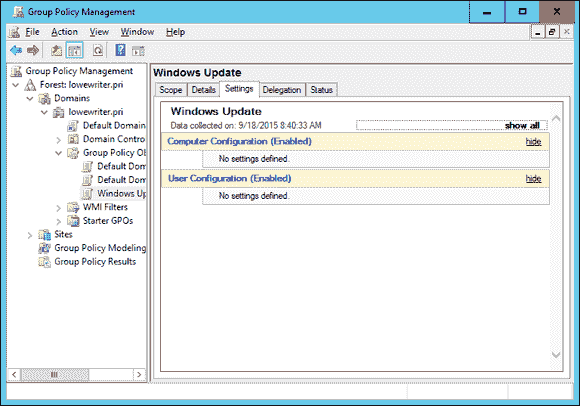 Group Policy Management
File Action View Window Help
Group Policy Management
Forest: lowewriter.pri
Domains
lowewriter.pri
Default Domain
Domain Contro
Group Policy Ob
Default Dom
Default Dom
Windows Up
WMI Filters
Starter GPOs
Sites
Group Policy Modeling
Group Policy Results
Windows Update
Scope Details Settings Delegation Status
Windows Update
Data collected on: 9/18/2015 8:40:33 AM show all
Computer Configuration (Enabled) hide
No settings defined.
User Configuration (Enabled) hide
No settings defined.